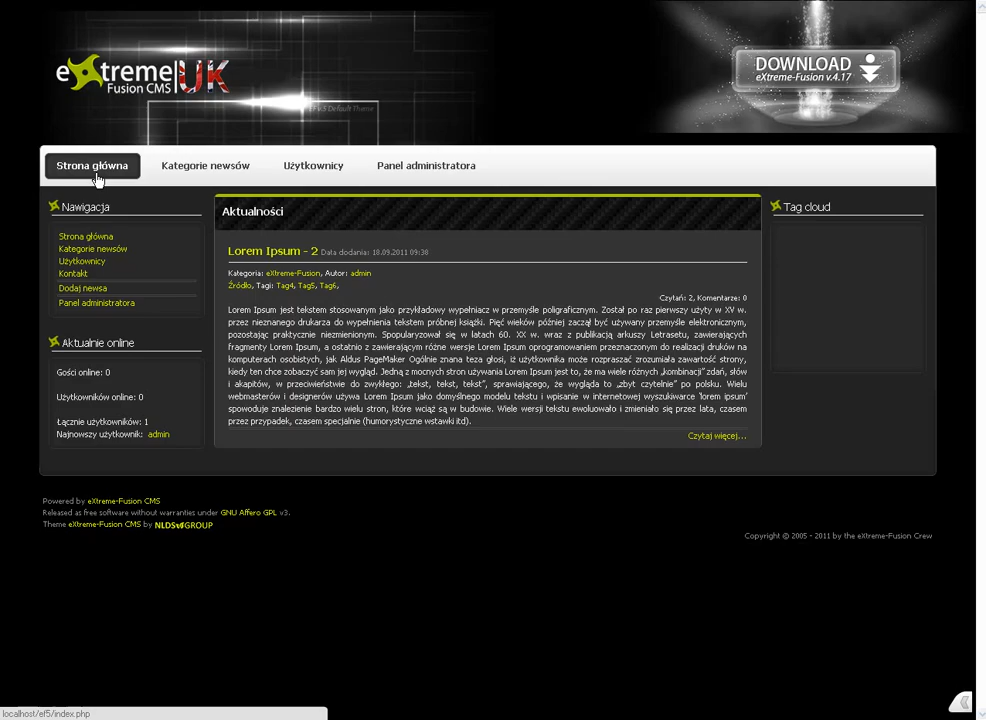 eXtreme|UK
Fusion CMS
v.5 Default Theme
DOWNLOAD
eXtreme-Fusion v.4.17
Strona główna Kategorie newsów Użytkownicy Panel administratora
Nawigacja
Strona główna
Kategorie newsów
Użytkownicy
Kontakt
Dodaj newsa
Panel administratora
Aktualnie online
Gości online: 0
Użytkowników online: 0
Łącznie użytkowników: 1
Najnowszy użytkownik: admin
Aktualności
Lorem Ipsum - 2 Data dodania: 18.09.2011 09:38
Kategoria: eXtreme-Fusion, Autor: admin
Źródło, Tagi: Tag4, Tag5, Tag6,
Czytań: 2, Komentarze: 0
Lorem Ipsum jest tekstem stosowanym jako przykładowy wypełniacz w przemyśle poligraficznym. Został po raz pierwszy użyty w XV w.
przez nieznanego drukarza do wypełnienia tekstem próbnej książki. Pięć wieków później zaczął być używany przemyśle elektronicznym,
pozostając praktycznie niezmienionym. Spopularyzował się w latach 60. XX w. wraz z publikacją arkuszy Letrasetu, zawierających
fragmenty Lorem Ipsum, a ostatnio z zawierającym różne wersje Lorem Ipsum oprogramowaniem przeznaczonym do realizacji druków na
komputerach osobistych, jak Aldus PageMaker Ogólnie znana teza głosi, iż użytkownika może rozpraszać zrozumiała zawartość strony,
kiedy ten chce zobaczyć sam jej wygląd. Jedną z mocnych stron używania Lorem Ipsum jest to, że ma wiele różnych „kombinacji” zdań, słów
i akapitów, w przeciwieństwie do zwykłego: „tekst, tekst, tekst”, sprawiającego, że wygląda to „zbyt czytelnie” po polsku. Wielu
webmasterów i designerów używa Lorem Ipsum jako domyślnego modelu tekstu i wpisanie w internetowej wyszukiwarce ‘lorem ipsum’
spowoduje znalezienie bardzo wielu stron, które wciąż są w budowie. Wiele wersji tekstu ewoluowało i zmieniało się przez lata, czasem
przez przypadek, czasem specjalnie (humorystyczne wstawki itd).
Czytaj więcej...
Tag cloud
Powered by eXtreme-Fusion CMS
Released as free software without warranties under GNU Affero GPL v3.
Theme eXtreme-Fusion CMS by NLDS GROUP
Copyright © 2005 - 2011 by the eXtreme-Fusion Crew
localhost/ef5/index.php